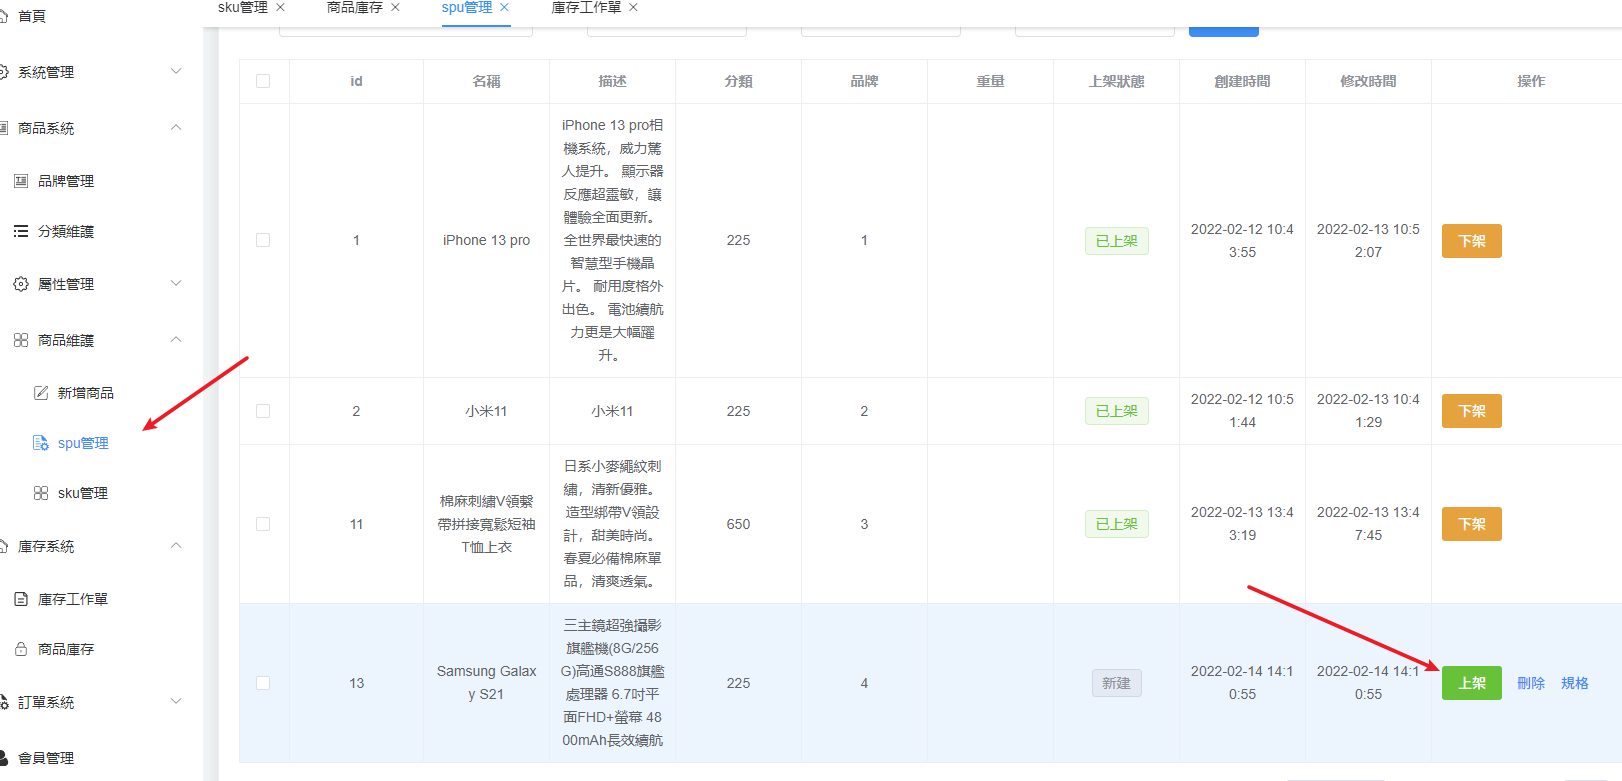 sku管理
商品庫存
spu管理
庫存工作單
首頁
系統管理
商品系統
品牌管理
分類維護
屬性管理
商品維護
新增商品
spu管理
sku管理
庫存系統
庫存工作單
商品庫存
訂單系統
會員管理
id
名稱
描述
分類
品牌
重量
上架狀態
創建時間
修改時間
操作
1
iPhone 13 pro
iPhone 13 pro相
機系統，威力驚
人提升。 顯示器
反應超靈敏，讓
體驗全面更新。
全世界最快速的
智慧型手機晶
片。 耐用度格外
出色。 電池續航
力更是大幅躍
升。
225
1
已上架
2022-02-12 10:4
3:55
2022-02-13 10:5
2:07
下架
2
小米11
小米11
225
2
已上架
2022-02-12 10:5
1:44
2022-02-13 10:4
1:29
下架
11
棉麻刺繡V領繫
帶拼接寬鬆短袖
T恤上衣
日系小麥繩紋刺
繡，清新優雅。
造型綁帶V領設
計，甜美時尚。
春夏必備棉麻單
品，清爽透氣。
650
3
已上架
2022-02-13 13:4
3:19
2022-02-13 13:4
7:45
下架
13
Samsung Galax
y S21
三主鏡超強攝影
旗艦機(8G/256
G)高通S888旗艦
處理器 6.7吋平
面FHD+螢幕 48
00mAh長效續航
225
4
新建
2022-02-14 14:1
0:55
2022-02-14 14:1
0:55
上架
刪除
規格